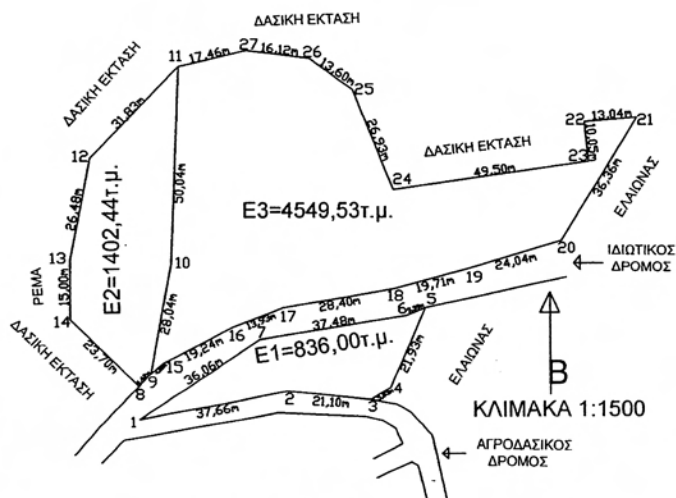 ΔΑΣΙΚΗ ΕΚΤΑΣΗ
11
17.46m
27
16.12m
26
13.60m
25
ΔΑΣΙΚΗ ΕΚΤΑΣΗ
31,83m
26,93m
22
13.04m
21
10.05m
12
ΔΑΣΙΚΗ ΕΚΤΑΣΗ
23
24
49.50m
36,36m
ΕΛΑΙΩΝΑΣ
50,04m
26,48m
E2=1402,44τ.μ.
E3=4549,53τ.μ.
20
13
10
ΙΔΙΩΤΙΚΟΣ
ΔΡΟΜΟΣ
24,04m
19
19,71m
18
ΡΕΜΑ
15.00m
28.04m
28.40m
17
13,93m
16
5
6
37.48m
14
ΔΑΣΙΚΗ ΕΚΤΑΣΗ
23,70m
19,24m
15
9
8
36.06m
E1=836,00τ.μ.
21,93m
ΕΛΑΙΩΝΑΣ
4
3
2
1
37,66m
21,10m
Β
ΚΛΙΜΑΚΑ 1:1500
ΑΓΡΟΔΑΣΙΚΟΣ
ΔΡΟΜΟΣ